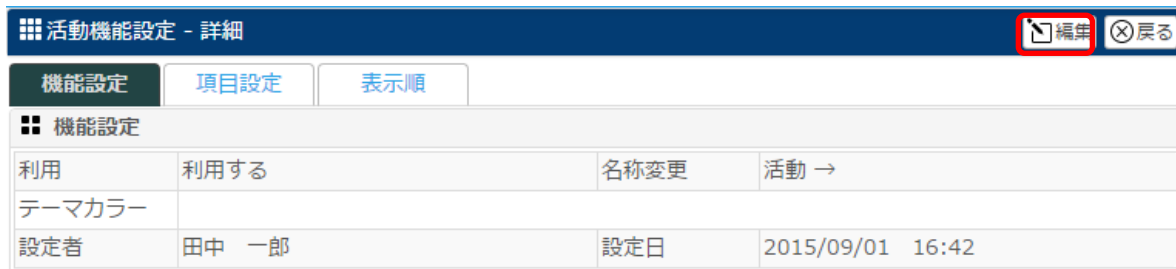 活動機能設定 - 詳細 編集 戻る
機能設定 項目設定 表示順
機能設定
利用 利用する 名称変更 活動 →
テーマカラー
設定者 田中　一郎 設定日 2015/09/01　16:42